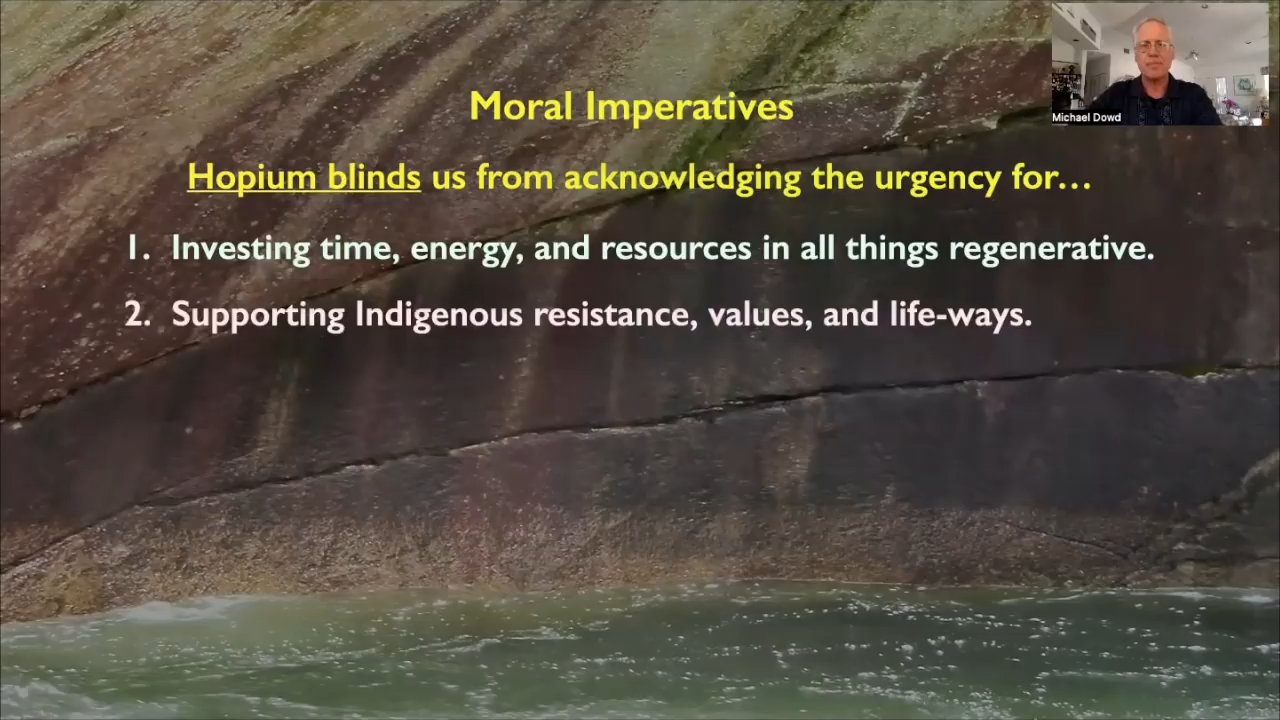 Moral Imperatives
Michael Dowd
Hopium blinds us from acknowledging the urgency for…
1. Investing time, energy, and resources in all things regenerative.
2. Supporting Indigenous resistance, values, and life-ways.